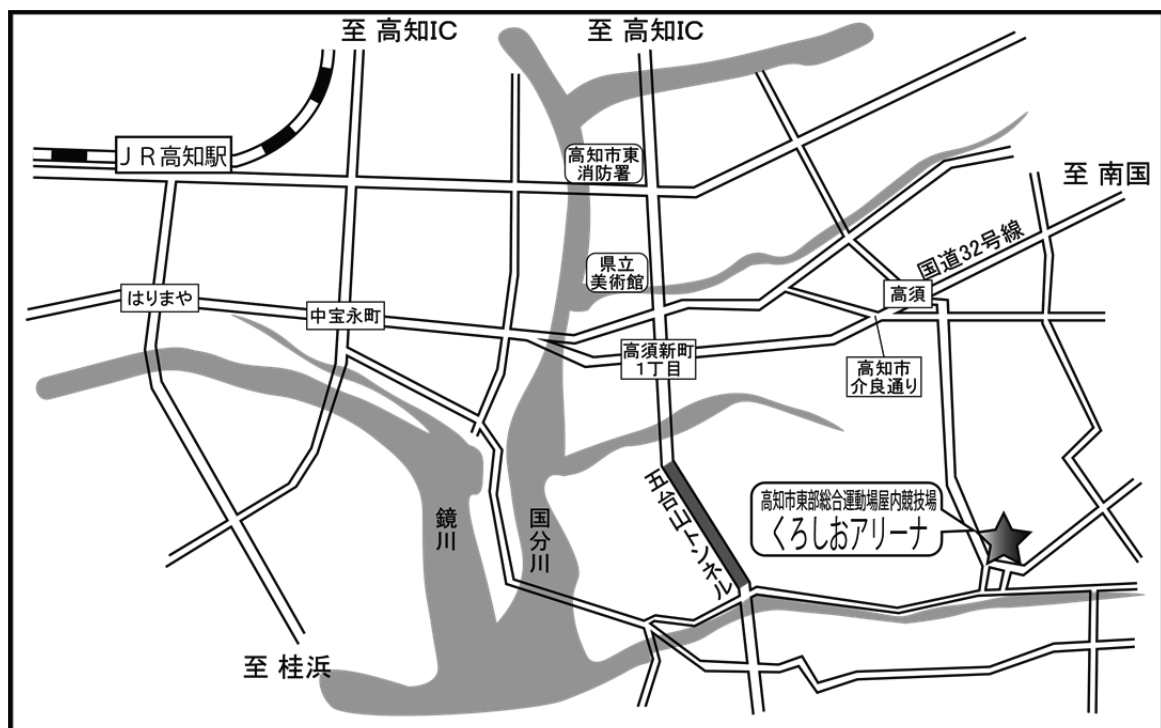 至 高知IC
至 高知IC
JR高知駅
高知市東
消防署
至 南国
国道32号線
県立
美術館
はりまや
中宝永町
高須
高須新町
1丁目
高知市
介良通り
五台山トンネル
鏡川
国分川
高知市東部総合運動場屋内競技場
くろしおアリーナ
至 桂浜